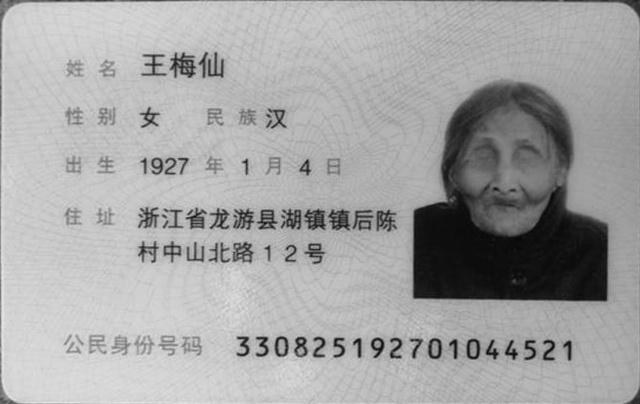 姓名 王梅仙
性别 女 民族 汉
出生 1927 年 1 月 4 日
住址 浙江省龙游县湖镇镇后陈
村中山北路12号
公民身份号码 330825192701044521